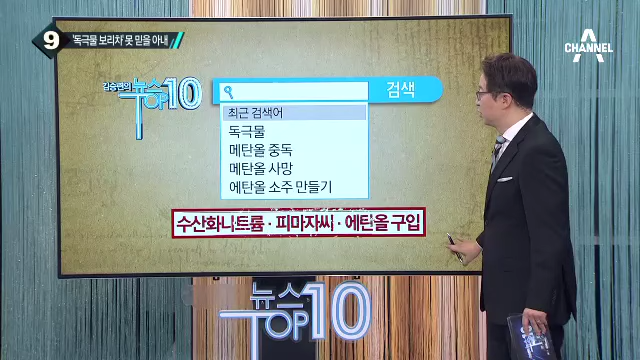 9 '독극물 보리차' 못 믿을 아내
CHANNEL A
김승련의 뉴스 TOP10
검색
최근 검색어
독극물
메탄올 중독
메탄올 사망
에탄올 소주 만들기
수산화나트륨 · 피마자씨 · 에탄올 구입
뉴스 TOP10